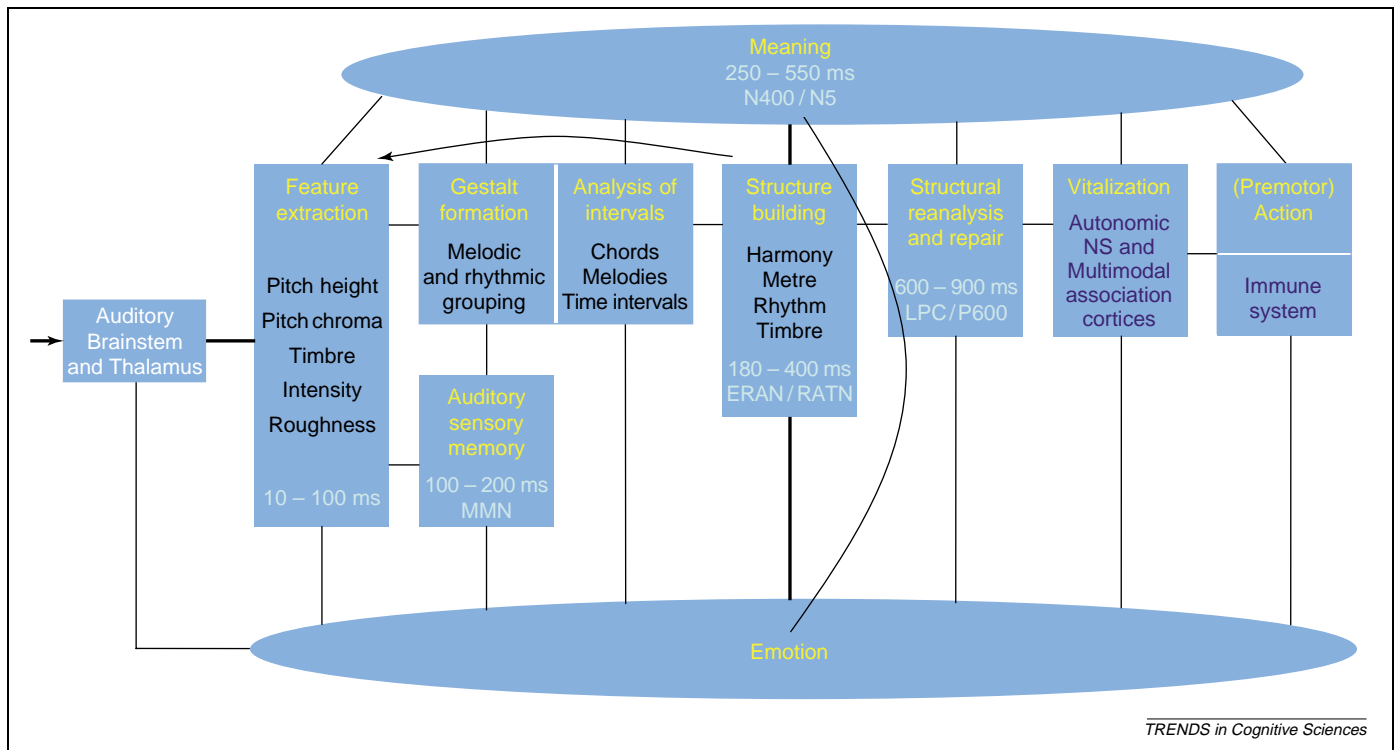 Meaning
250 – 550 ms
N400 / N5
Auditory
Brainstem
and Thalamus
Feature
extraction
Pitch height
Pitch chroma
Timbre
Intensity
Roughness
10 – 100 ms
Gestalt
formation
Melodic
and rhythmic
grouping
Auditory
sensory
memory
100 – 200 ms
MMN
Analysis of
intervals
Chords
Melodies
Time intervals
Structure
building
Harmony
Metre
Rhythm
Timbre
180 – 400 ms
ERAN / RATN
Structural
reanalysis
and repair
600 – 900 ms
LPC / P600
Vitalization
Autonomic
NS and
Multimodal
association
cortices
(Premotor)
Action
Immune
system
Emotion
TRENDS in Cognitive Sciences